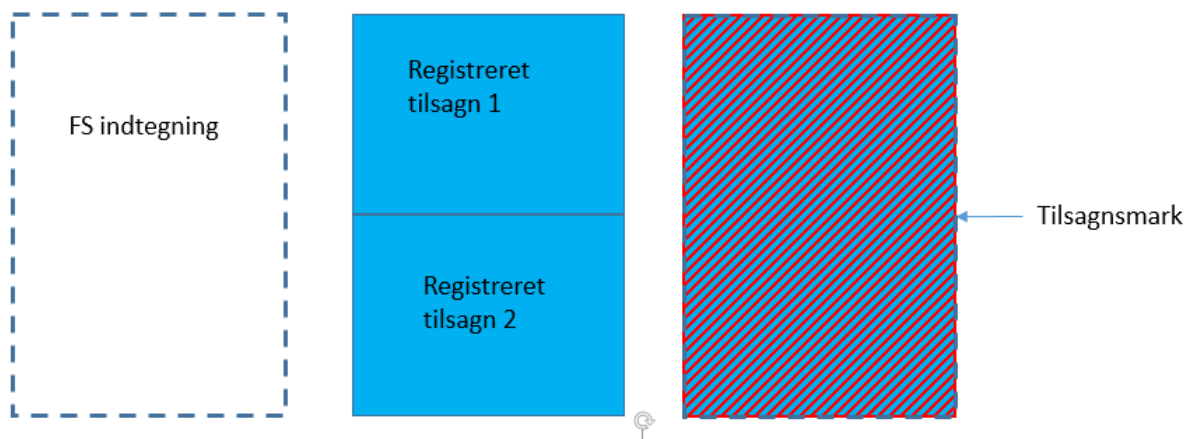 FS indtegning
Registreret
tilsagn 1
Registreret
tilsagn 2
Tilsagnsmark